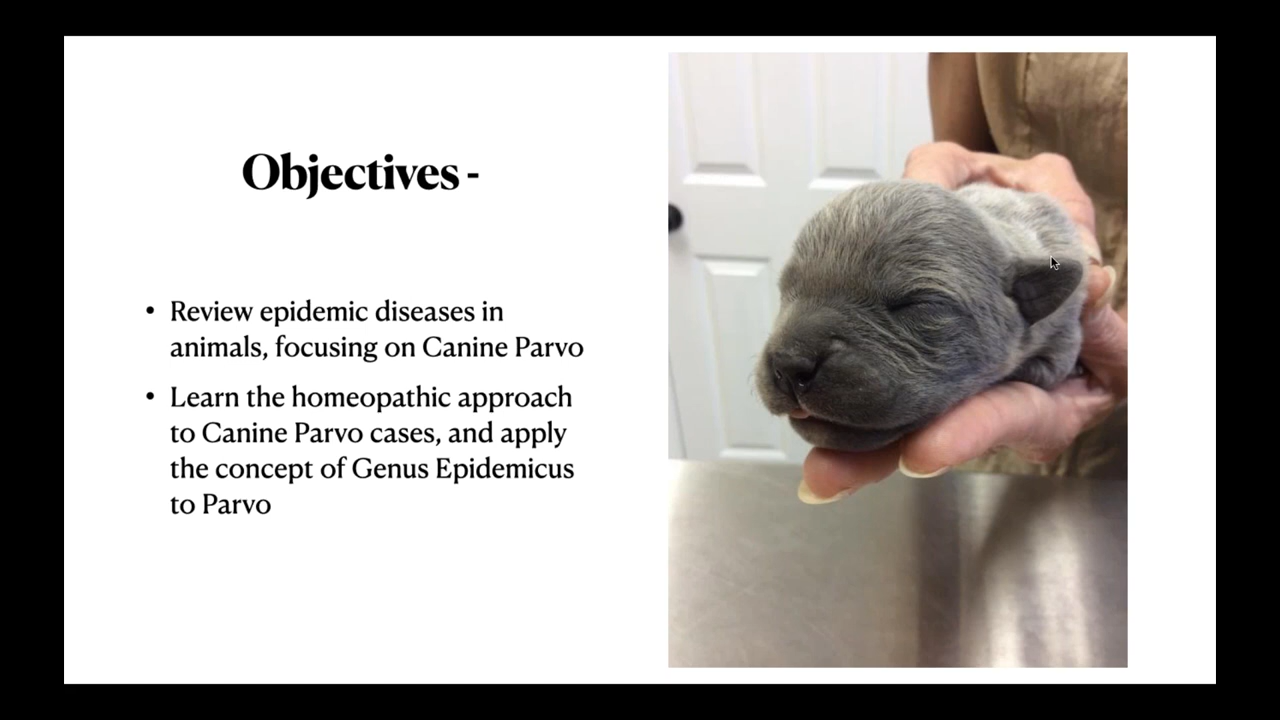 Objectives -
• Review epidemic diseases in
animals, focusing on Canine Parvo
• Learn the homeopathic approach
to Canine Parvo cases, and apply
the concept of Genus Epidemicus
to Parvo